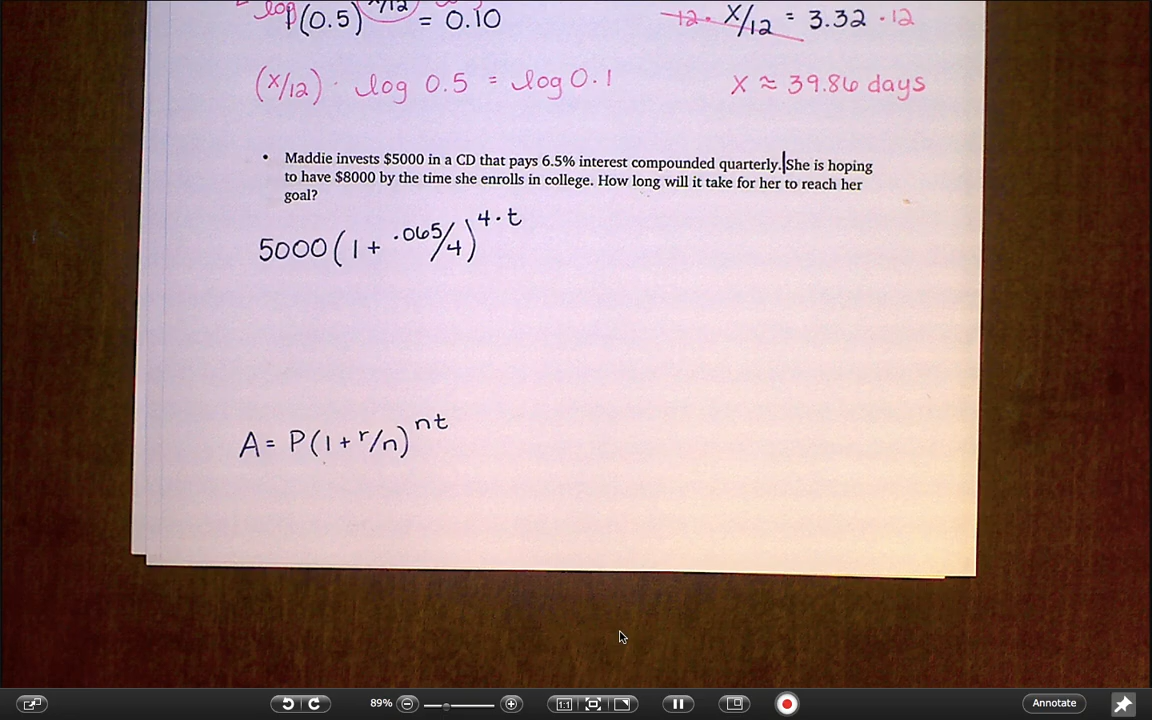 log
P(0.5)^x/12 = 0.10
12 · x/12 = 3.32 · 12
(x/12) · log 0.5 = log 0.1
x ≈ 39.86 days
• Maddie invests $5000 in a CD that pays 6.5% interest compounded quarterly. She is hoping
to have $8000 by the time she enrolls in college. How long will it take for her to reach her
goal?
5000(1 + .065/4)^4·t
A = P(1 + r/n)^nt
89%
1:1
Annotate